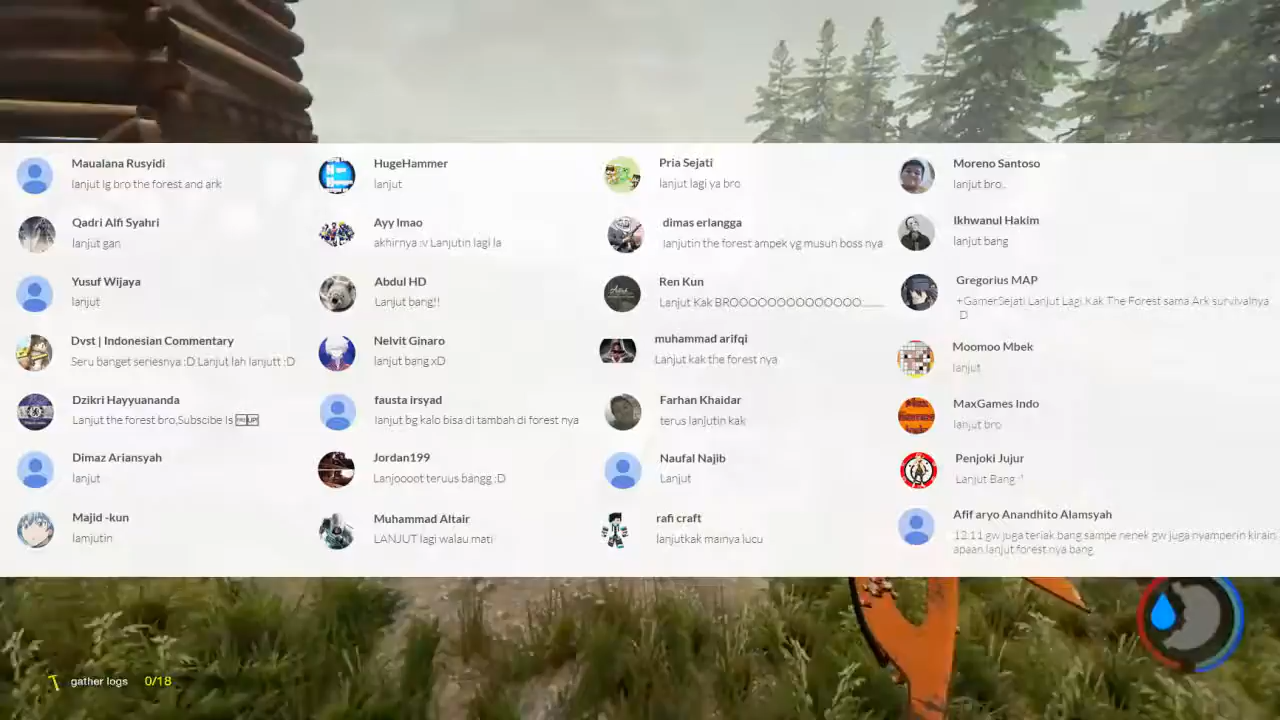 Maualana Rusyidi
lanjut lg bro the forest and ark
Qadri Alfi Syahri
lanjut gan
Yusuf Wijaya
lanjut
Dvst | Indonesian Commentary
Seru banget seriesnya :D Lanjut lah lanjutt :D
Dzikri Hayyuananda
Lanjut the forest bro,Subscibe ls
Dimaz Ariansyah
lanjut
Majid -kun
lamjutin
HugeHammer
lanjut
Ayy lmao
akhirnya :v Lanjutin lagi la
Abdul HD
Lanjut bang!!
Nelvit Ginaro
lanjut bang xD
fausta irsyad
lanjut bg kalo bisa di tambah di forest nya
Jordan199
Lanjoooot teruus bangg :D
Muhammad Altair
LANJUT lagi walau mati
Pria Sejati
lanjut lagi ya bro
dimas erlangga
lanjutin the forest ampek yg musuh boss nya
Ren Kun
Lanjut Kak BROOOOOOOOOOOOOO..........
muhammad arifqi
Lanjut kak the forest nya
Farhan Khaidar
terus lanjutin kak
Naufal Najib
Lanjut
rafi craft
lanjutkak mainya lucu
Moreno Santoso
lanjut bro..
Ikhwanul Hakim
lanjut bang
Gregorius MAP
+GamerSejati Lanjut Lagi Kak The Forest sama Ark survivalnya
:D
Moomoo Mbek
lanjut
MaxGames Indo
lanjut bro
Penjoki Jujur
Lanjut Bang :'
Afif aryo Anandhito Alamsyah
12:11 gw juga teriak bang sampe nenek gw juga nyamperin kirain
apaan.lanjut forest nya bang
gather logs 0/18